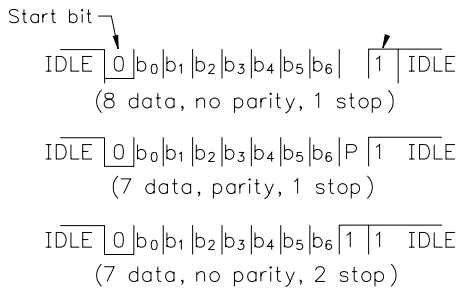 Start bit
IDLE 0 b₀ b₁ b₂ b₃ b₄ b₅ b₆ 1 IDLE
(8 data, no parity, 1 stop)
IDLE 0 b₀ b₁ b₂ b₃ b₄ b₅ b₆ P 1 IDLE
(7 data, parity, 1 stop)
IDLE 0 b₀ b₁ b₂ b₃ b₄ b₅ b₆ 1 1 IDLE
(7 data, no parity, 2 stop)